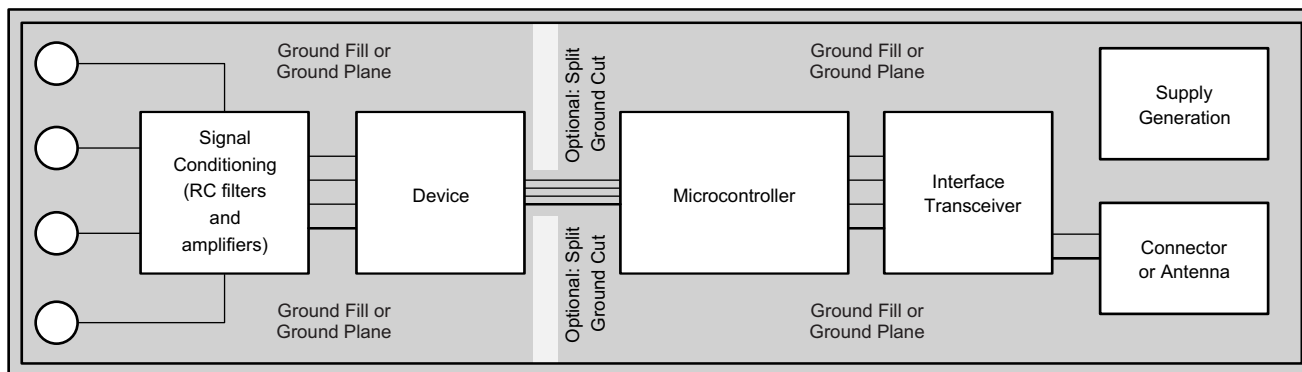 Ground Fill or
Ground Plane
Optional: Split
Ground Cut
Ground Fill or
Ground Plane
Supply
Generation
Signal
Conditioning
(RC filters
and
amplifiers)
Device
Microcontroller
Interface
Transceiver
Connector
or Antenna
Ground Fill or
Ground Plane
Optional: Split
Ground Cut
Ground Fill or
Ground Plane